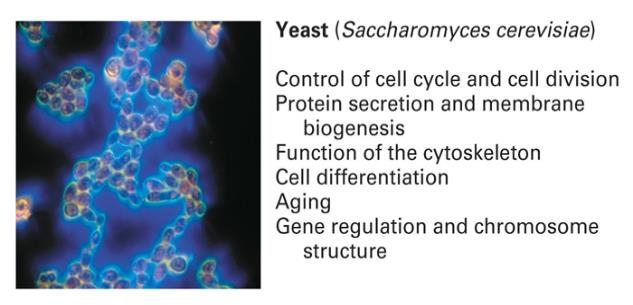 Yeast (Saccharomyces cerevisiae)
Control of cell cycle and cell division
Protein secretion and membrane
biogenesis
Function of the cytoskeleton
Cell differentiation
Aging
Gene regulation and chromosome
structure